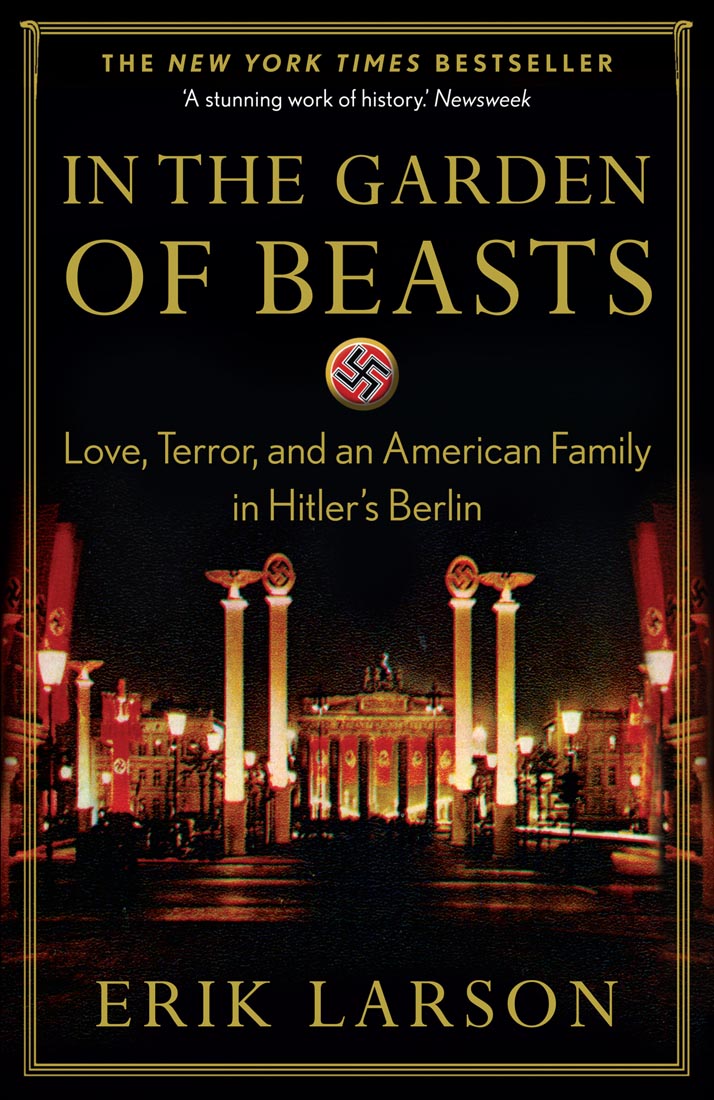 THE NEW YORK TIMES BESTSELLER
‘A stunning work of history.’ Newsweek
IN THE GARDEN
OF BEASTS
Love, Terror, and an American Family
in Hitler’s Berlin
ERIK LARSON